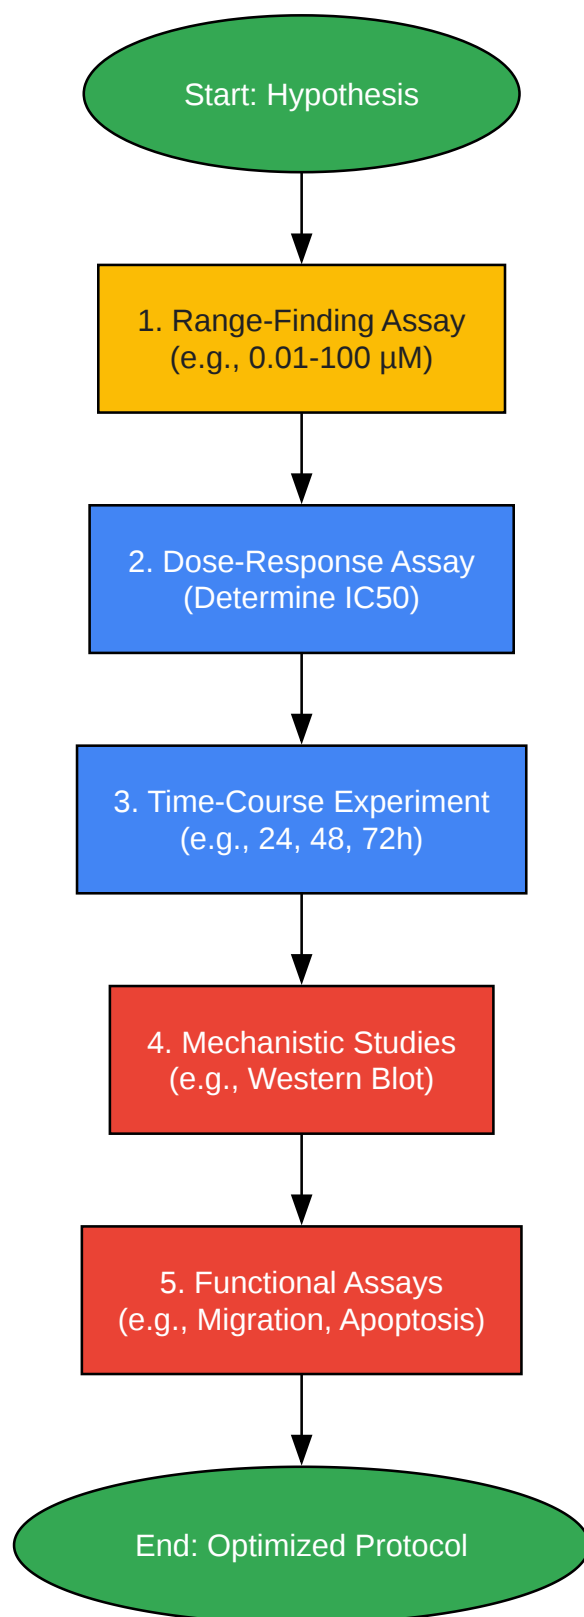 Start: Hypothesis
1. Range-Finding Assay
(e.g., 0.01-100 µM)
2. Dose-Response Assay
(Determine IC50)
3. Time-Course Experiment
(e.g., 24, 48, 72h)
4. Mechanistic Studies
(e.g., Western Blot)
5. Functional Assays
(e.g., Migration, Apoptosis)
End: Optimized Protocol